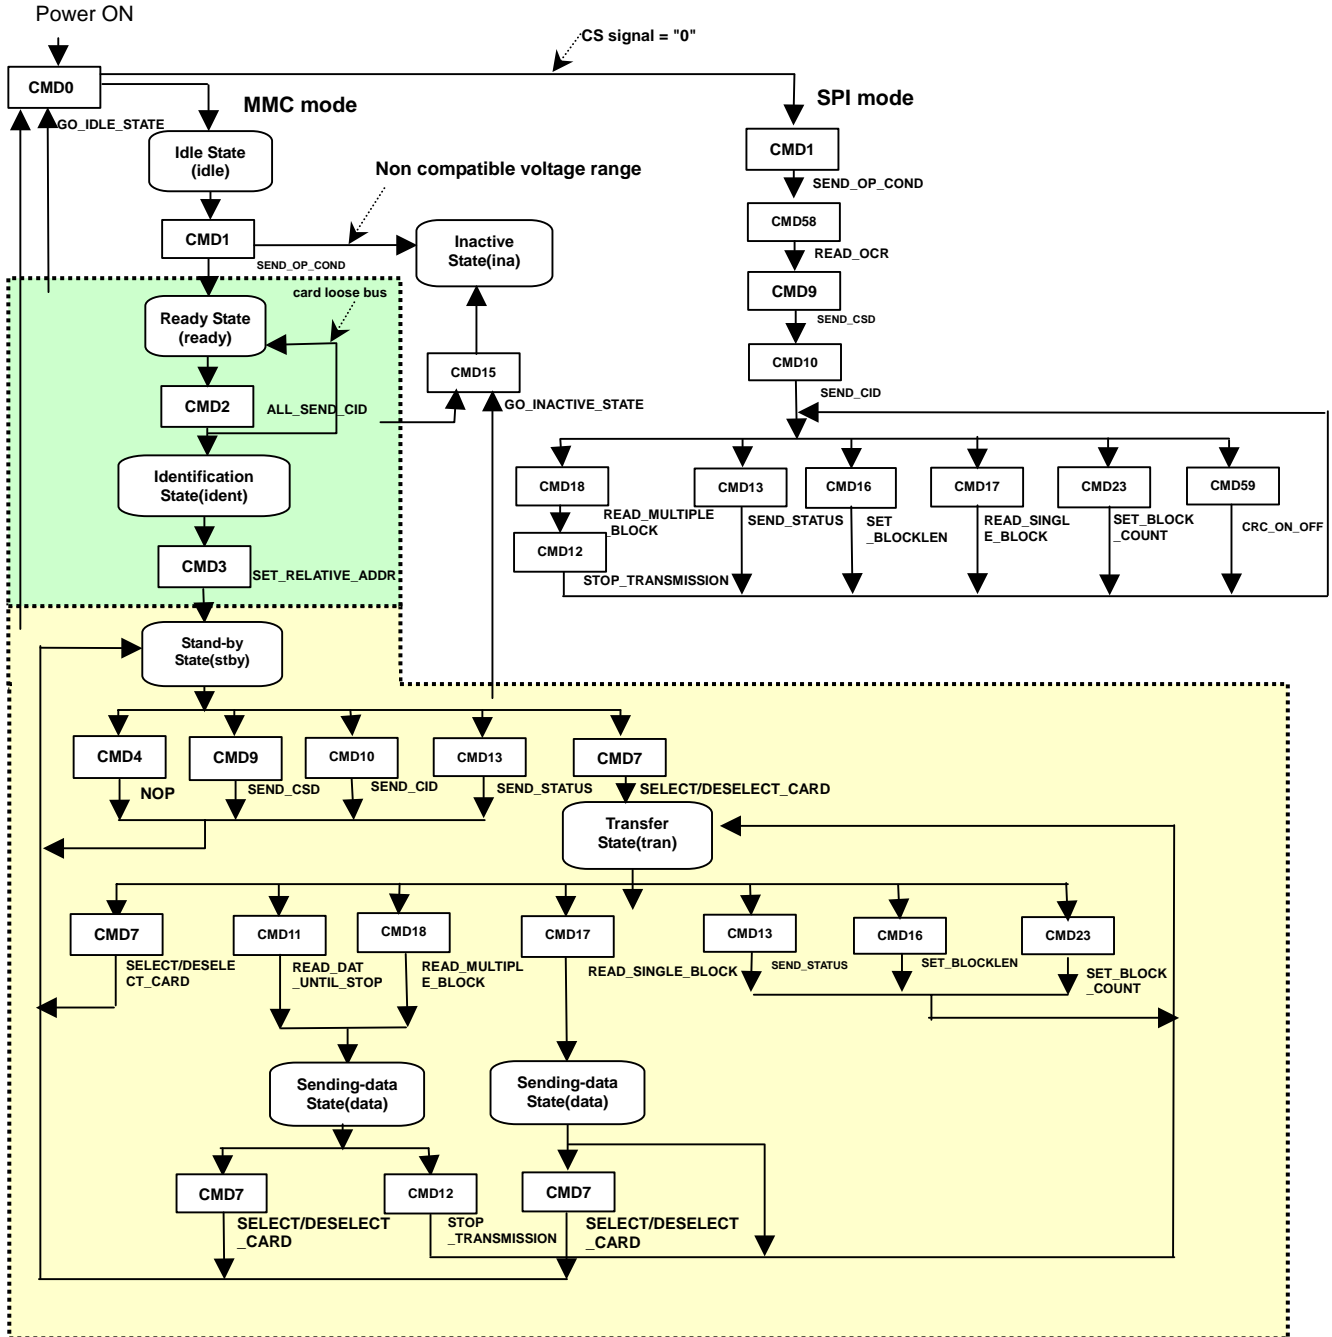 Power ON
CS signal = "0"
CMD0
MMC mode
SPI mode
GO_IDLE_STATE
Idle State
(idle)
CMD1
Non compatible voltage range
SEND_OP_COND
CMD58
CMD1
Inactive
State(ina)
READ_OCR
SEND_OP_COND
CMD9
card loose bus
Ready State
(ready)
SEND_CSD
CMD10
CMD15
CMD2
ALL_SEND_CID
GO_INACTIVE_STATE
SEND_CID
Identification
State(ident)
CMD18
CMD13
CMD16
CMD17
CMD23
CMD59
READ_MULTIPLE
_BLOCK
SEND_STATUS
SET
_BLOCKLEN
READ_SINGL
E_BLOCK
SET_BLOCK
_COUNT
CRC_ON_OFF
CMD12
STOP_TRANSMISSION
CMD3
SET_RELATIVE_ADDR
Stand-by
State(stby)
CMD4
CMD9
CMD10
CMD13
CMD7
NOP
SEND_CSD
SEND_CID
SEND_STATUS
SELECT/DESELECT_CARD
Transfer
State(tran)
CMD7
CMD11
CMD18
CMD17
CMD13
CMD16
CMD23
SELECT/DESELE
CT_CARD
READ_DAT
_UNTIL_STOP
READ_MULTIPL
E_BLOCK
READ_SINGLE_BLOCK
SEND_STATUS
SET_BLOCKLEN
SET_BLOCK
_COUNT
Sending-data
State(data)
Sending-data
State(data)
CMD7
CMD12
CMD7
SELECT/DESELECT
_CARD
STOP
_TRANSMISSION
SELECT/DESELECT
_CARD